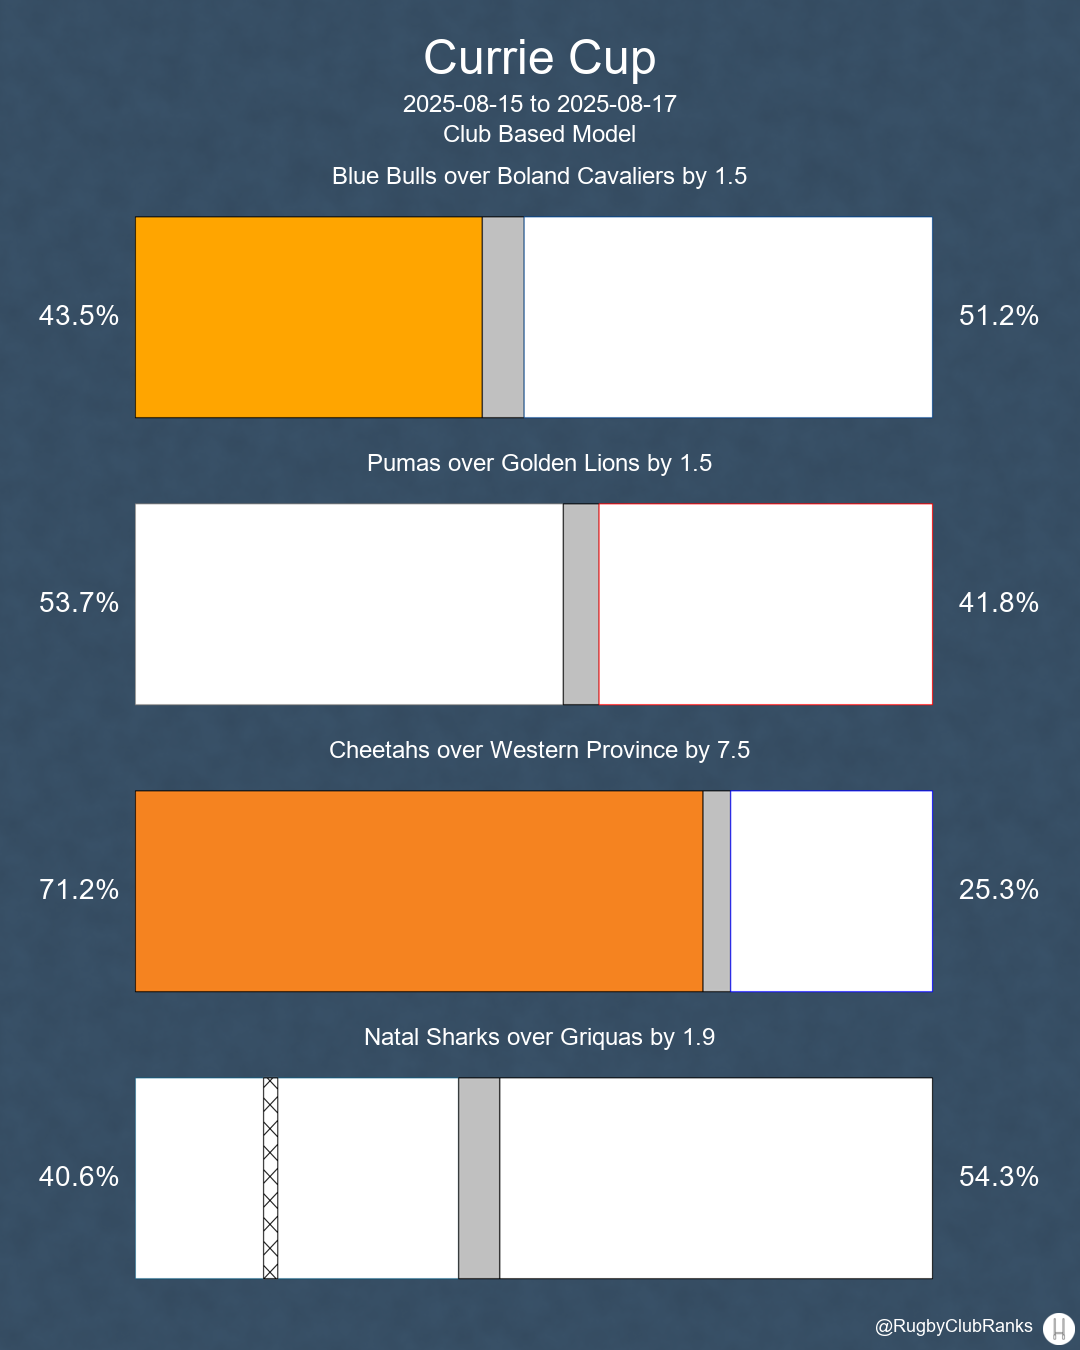 Currie Cup
2025-08-15 to 2025-08-17
Club Based Model
Blue Bulls over Boland Cavaliers by 1.5
43.5%
51.2%
Pumas over Golden Lions by 1.5
53.7%
41.8%
Cheetahs over Western Province by 7.5
71.2%
25.3%
Natal Sharks over Griquas by 1.9
40.6%
54.3%
@RugbyClubRanks